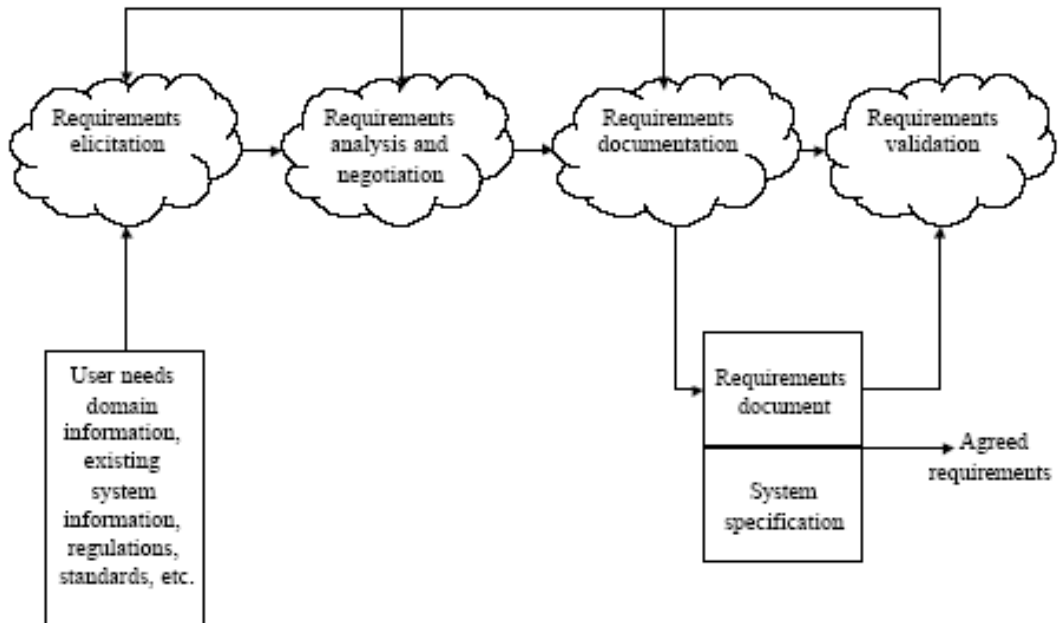 Requirements
elicitation
Requirements
analysis and
negotiation
Requirements
documentation
Requirements
validation
User needs
domain
information,
existing
system
information,
regulations,
standards, etc.
Requirements
document
System
specification
Agreed
requirements